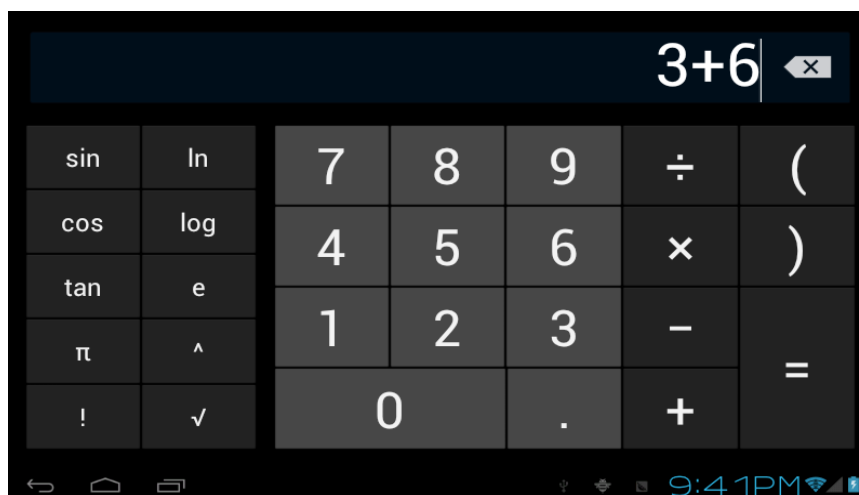 3+6
sin ln 7 8 9 ÷ (
cos log 4 5 6 × )
tan e 1 2 3 −
π ^ =
! √ 0 . +
9:41PM